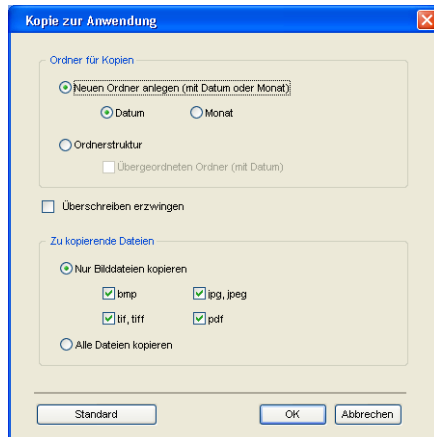 Kopie zur Anwendung
Ordner für Kopien
Neuen Ordner anlegen (mit Datum oder Monat)
Datum Monat
Ordnerstruktur
Übergeordneten Ordner (mit Datum)
Überschreiben erzwingen
Zu kopierende Dateien
Nur Bilddateien kopieren
bmp jpg, jpeg
tif, tiff pdf
Alle Dateien kopieren
Standard OK Abbrechen